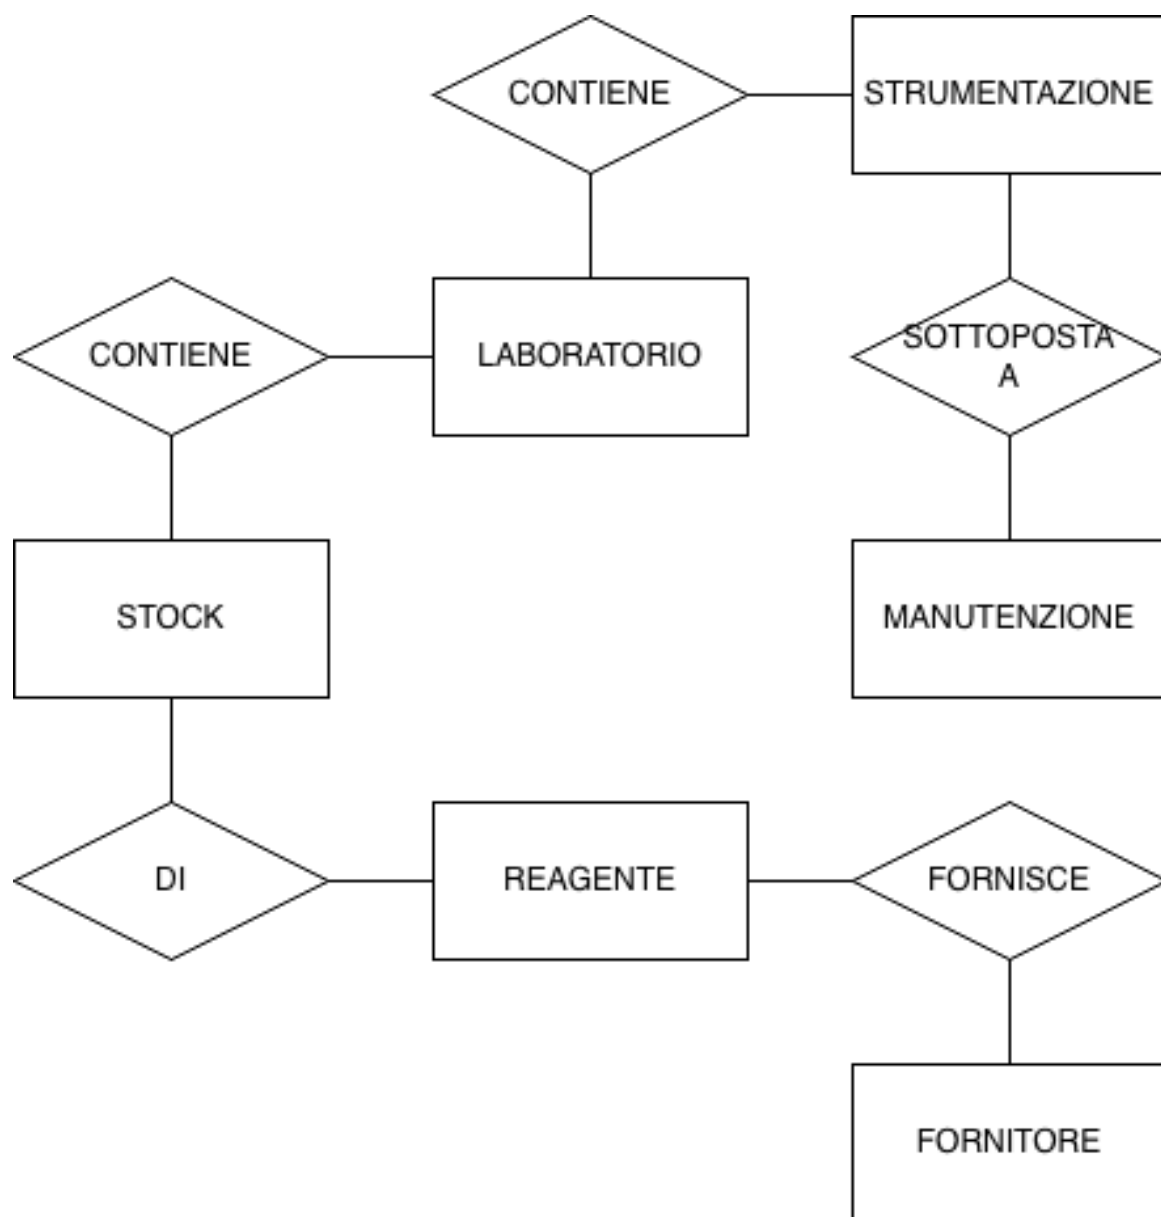 CONTIENE
STRUMENTAZIONE
CONTIENE
LABORATORIO
SOTTOPOSTA
A
STOCK
MANUTENZIONE
DI
REAGENTE
FORNISCE
FORNITORE